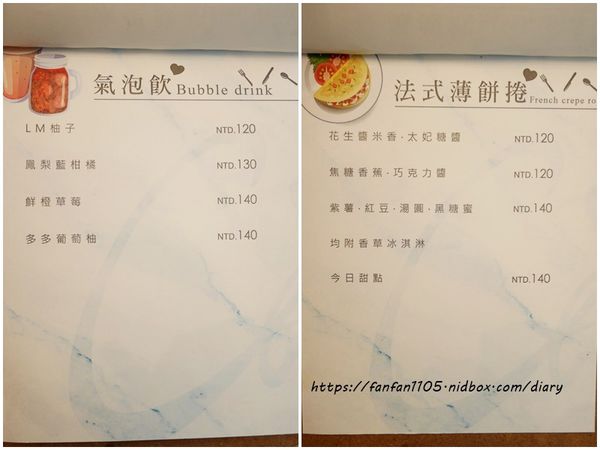 氣泡飲 Bubble drink
LM柚子 NTD.120
鳳梨藍柑橘 NTD.130
鮮橙草莓 NTD.140
多多葡萄柚 NTD.140
法式薄餅捲 French crepe ro
花生醬米香·太妃糖醬 NTD.120
焦糖香蕉·巧克力醬 NTD.120
紫薯·紅豆·湯圓·黑糖蜜 NTD.140
均附香草冰淇淋
今日甜點 NTD.140
https://fanfan1105.nidbox.com/diary